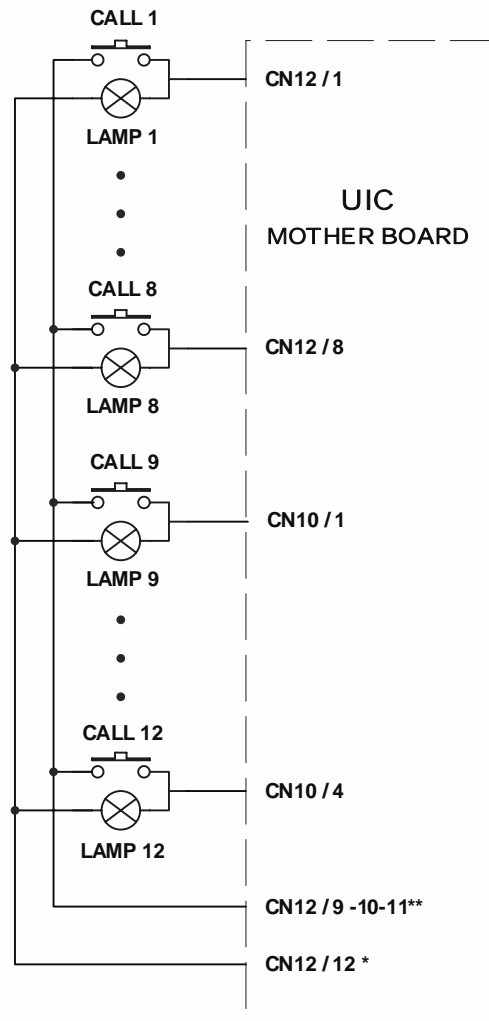 CALL 1
CN12 / 1
LAMP 1
UIC
MOTHER BOARD
CALL 8
CN12 / 8
LAMP 8
CALL 9
CN10 / 1
LAMP 9
CALL 12
CN10 / 4
LAMP 12
CN12 / 9 -10-11**
CN12 / 12 *